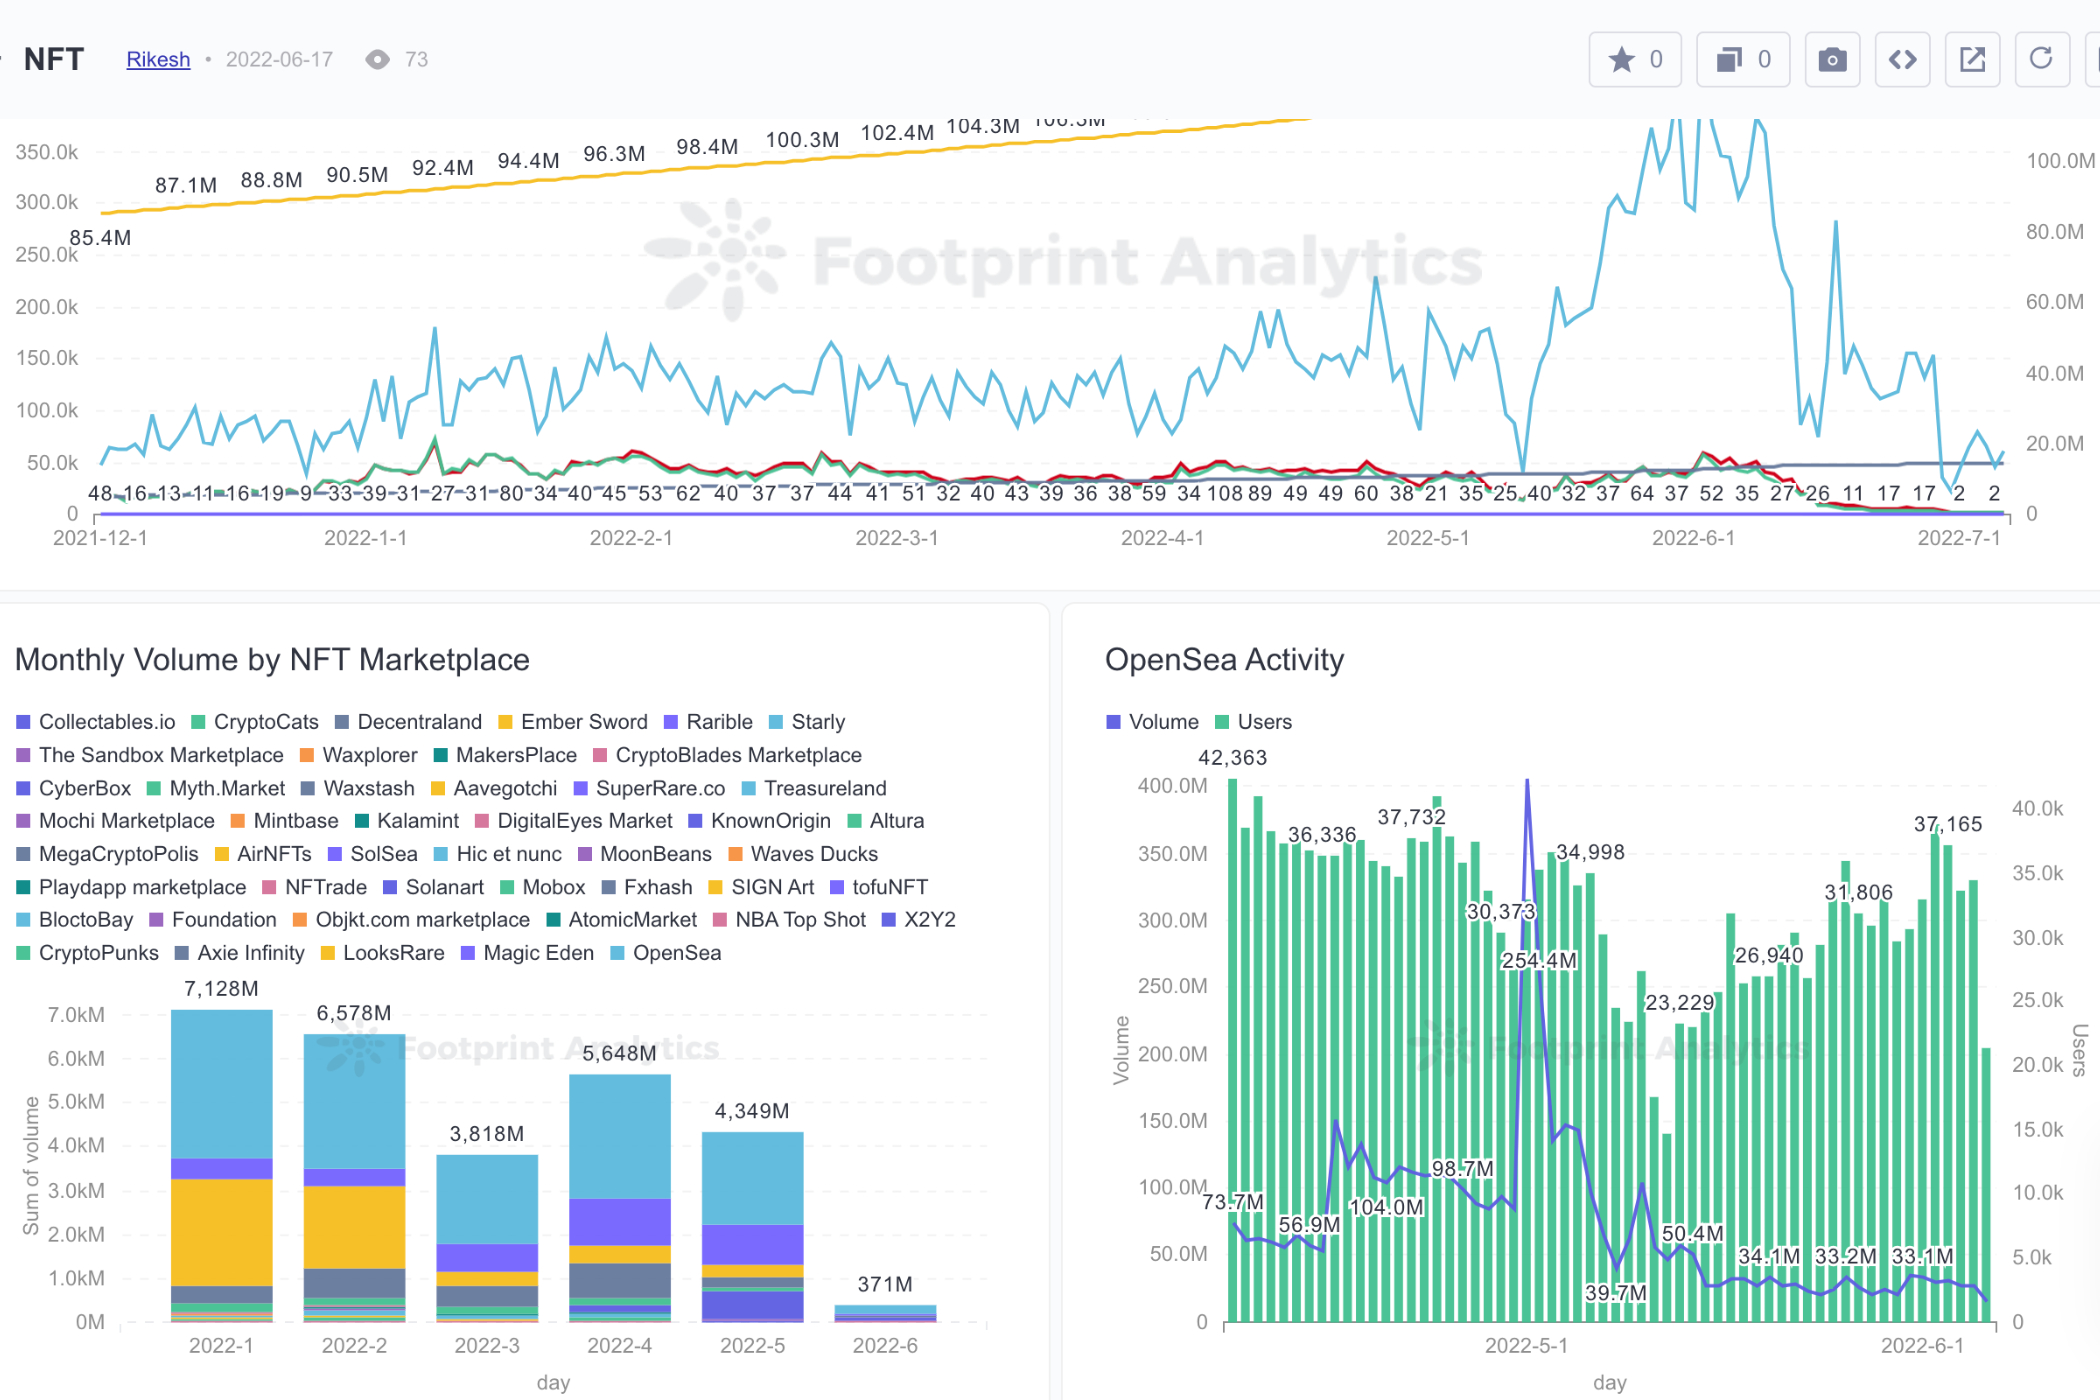 NFT Rikesh • 2022-06-17 73 0 0
106.3M
350.0k 87.1M 88.8M 90.5M 92.4M 94.4M 96.3M 98.4M 100.3M 102.4M 104.3M 100.0M
300.0k
85.4M 80.0M
250.0k
Footprint Analytics
200.0k 60.0M
150.0k 40.0M
100.0k
50.0k 20.0M
48 16 13 11 16 19 9 33 39 31 27 31 80 34 40 45 53 62 40 37 37 44 41 51 32 40 43 39 36 38 59 34 108 89 49 49 60 38 21 35 25 40 32 37 64 37 52 35 27 26 11 17 17 2 2
0 0
2021-12-1 2022-1-1 2022-2-1 2022-3-1 2022-4-1 2022-5-1 2022-6-1 2022-7-1
Monthly Volume by NFT Marketplace
Collectables.io CryptoCats Decentraland Ember Sword Rarible Starly
The Sandbox Marketplace Waxplorer MakersPlace CryptoBlades Marketplace
CyberBox Myth.Market Waxstash Aavegotchi SuperRare.co Treasureland
Mochi Marketplace Mintbase Kalamint DigitalEyes Market KnownOrigin Altura
MegaCryptoPolis AirNFTs SolSea Hic et nunc MoonBeans Waves Ducks
Playdapp marketplace NFTrade Solanart Mobox Fxhash SIGN Art tofuNFT
BloctoBay Foundation Objkt.com marketplace AtomicMarket NBA Top Shot X2Y2
CryptoPunks Axie Infinity LooksRare Magic Eden OpenSea
7,128M
7.0kM 6,578M
6.0kM Footprint Analytics
5,648M
5.0kM 4,349M
4.0kM 3,818M
3.0kM
2.0kM
1.0kM 371M
0M
Sum of volume
2022-1 2022-2 2022-3 2022-4 2022-5 2022-6
day
OpenSea Activity
Volume Users
42,363
400.0M 40.0k
36,336 37,732 37,165
350.0M 34,998 35.0k
31,806
300.0M 30,373 30.0k
254.4M 26,940
250.0M 23,229 25.0k
Footprint Analytics
200.0M 20.0k
150.0M 15.0k
98.7M
100.0M 10.0k
73.7M 56.9M 104.0M 50.4M
50.0M 34.1M 33.2M 33.1M 5.0k
39.7M
0 0
Volume
Users
2022-5-1 2022-6-1
day